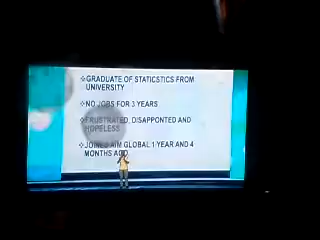 ❖GRADUATE OF STATICSTICS FROM
UNIVERSITY
❖NO JOBS FOR 3 YEARS
❖FRUSTRATED, DISAPPONTED AND
HOPELESS
❖JOINED AIM GLOBAL 1 YEAR AND 4
MONTHS AGO